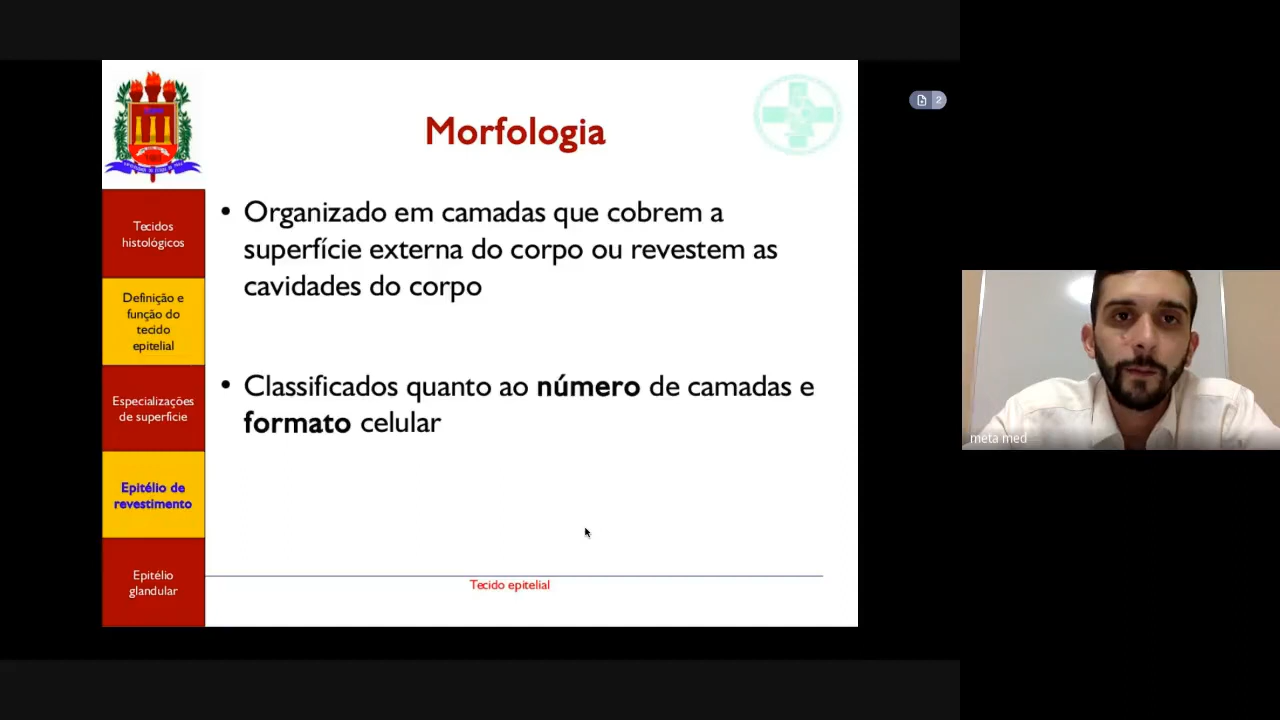 Morfologia
2
Tecidos
histológicos
Definição e
função do
tecido
epitelial
Especializações
de superfície
Epitélio de
revestimento
Epitélio
glandular
• Organizado em camadas que cobrem a
superfície externa do corpo ou revestem as
cavidades do corpo
• Classificados quanto ao número de camadas e
formato celular
Tecido epitelial
meta med